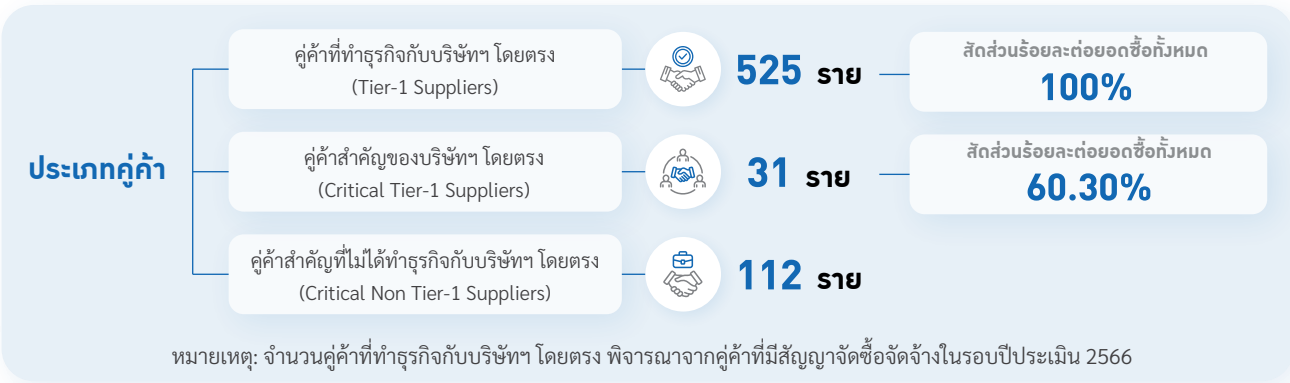 คู่ค้าที่ทำธุรกิจกับบริษัทฯ โดยตรง
(Tier-1 Suppliers)
525 ราย
สัดส่วนร้อยละต่อยอดซื้อทั้งหมด
100%
ประเภทคู่ค้า
คู่ค้าสำคัญของบริษัทฯ โดยตรง
(Critical Tier-1 Suppliers)
31 ราย
สัดส่วนร้อยละต่อยอดซื้อทั้งหมด
60.30%
คู่ค้าสำคัญที่ไม่ได้ทำธุรกิจกับบริษัทฯ โดยตรง
(Critical Non Tier-1 Suppliers)
112 ราย
หมายเหตุ: จำนวนคู่ค้าที่ทำธุรกิจกับบริษัทฯ โดยตรง พิจารณาจากคู่ค้าที่มีสัญญาจัดซื้อจัดจ้างในรอบปีประเมิน 2566